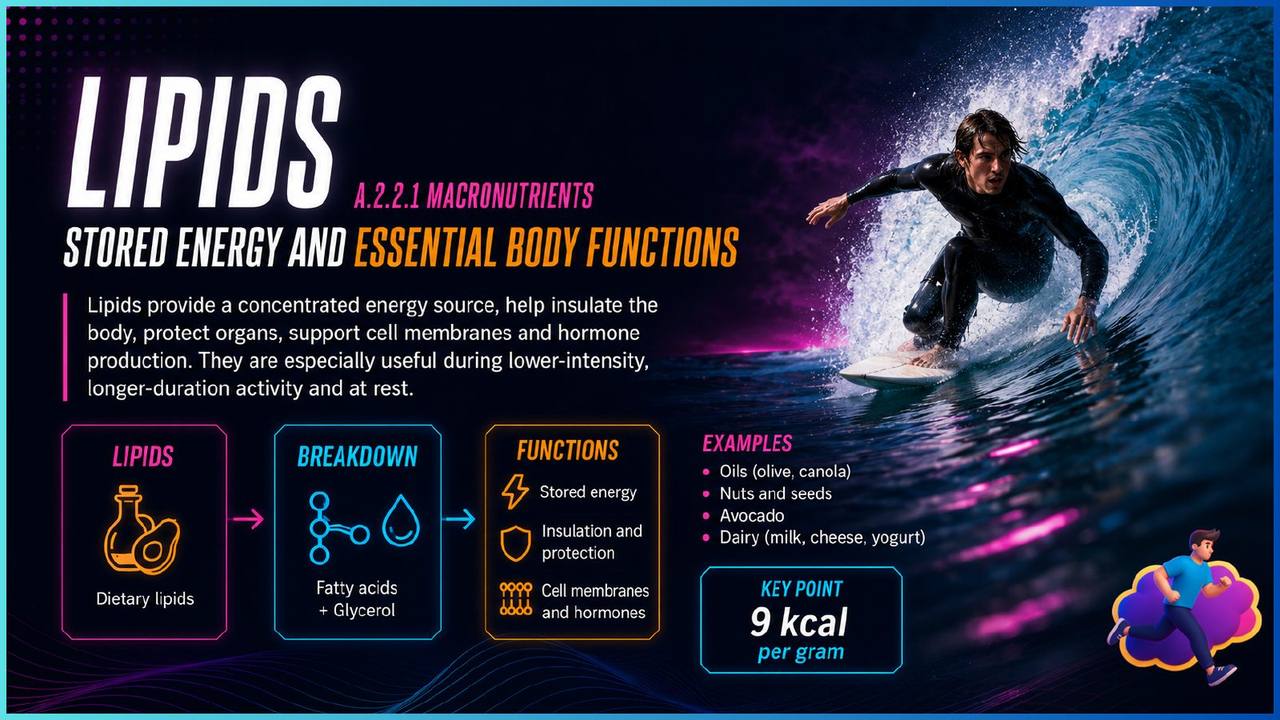 LIPIDS
A.2.2.1 MACRONUTRIENTS
STORED ENERGY AND ESSENTIAL BODY FUNCTIONS
Lipids provide a concentrated energy source, help insulate the
body, protect organs, support cell membranes and hormone
production. They are especially useful during lower-intensity,
longer-duration activity and at rest.
LIPIDS
Dietary lipids
BREAKDOWN
Fatty acids
+ Glycerol
FUNCTIONS
Stored energy
Insulation and
protection
Cell membranes
and hormones
EXAMPLES
• Oils (olive, canola)
• Nuts and seeds
• Avocado
• Dairy (milk, cheese, yogurt)
KEY POINT
9 kcal
per gram